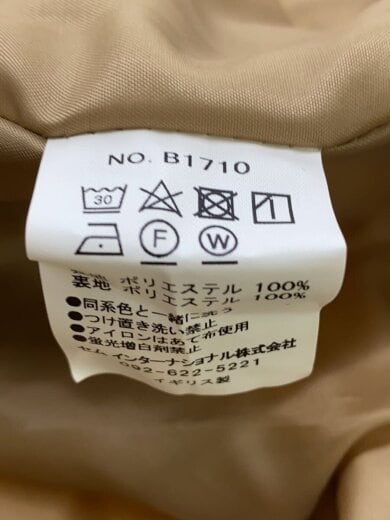 NO. B1710
30
F W
裏地 ポリエステル 100%
ポリエステル 100%
●同系色と一緒に洗う
●つけ置き洗い禁止
●アイロンはあて布使用
●蛍光増白剤禁止
セム インターナショナル株式会社
092-622-5221
イギリス製